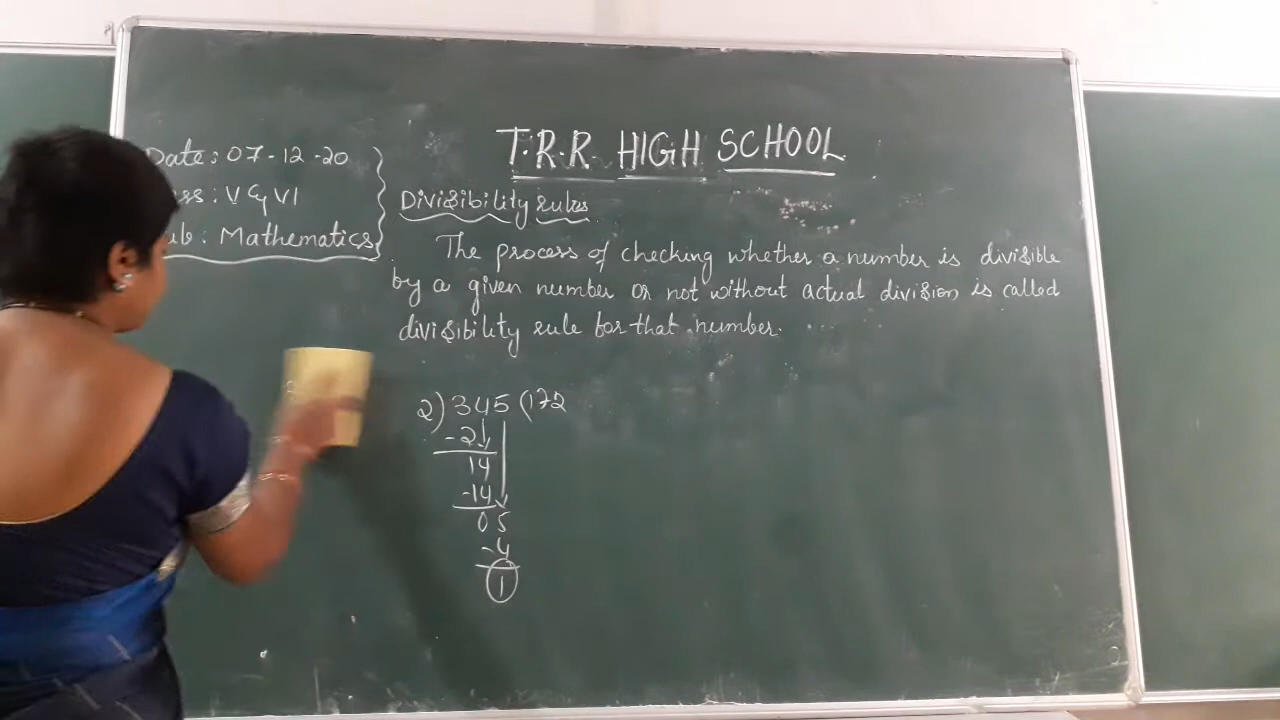 T.R.R. HIGH SCHOOL
Date: 07-12-20
V & VI
Mathematics
Divisibility rules
The process of checking whether a number is divisible
by a given number or not without actual division is called
divisibility rule for that number.
2) 345 (172
-2
14
-14
05
-4
1